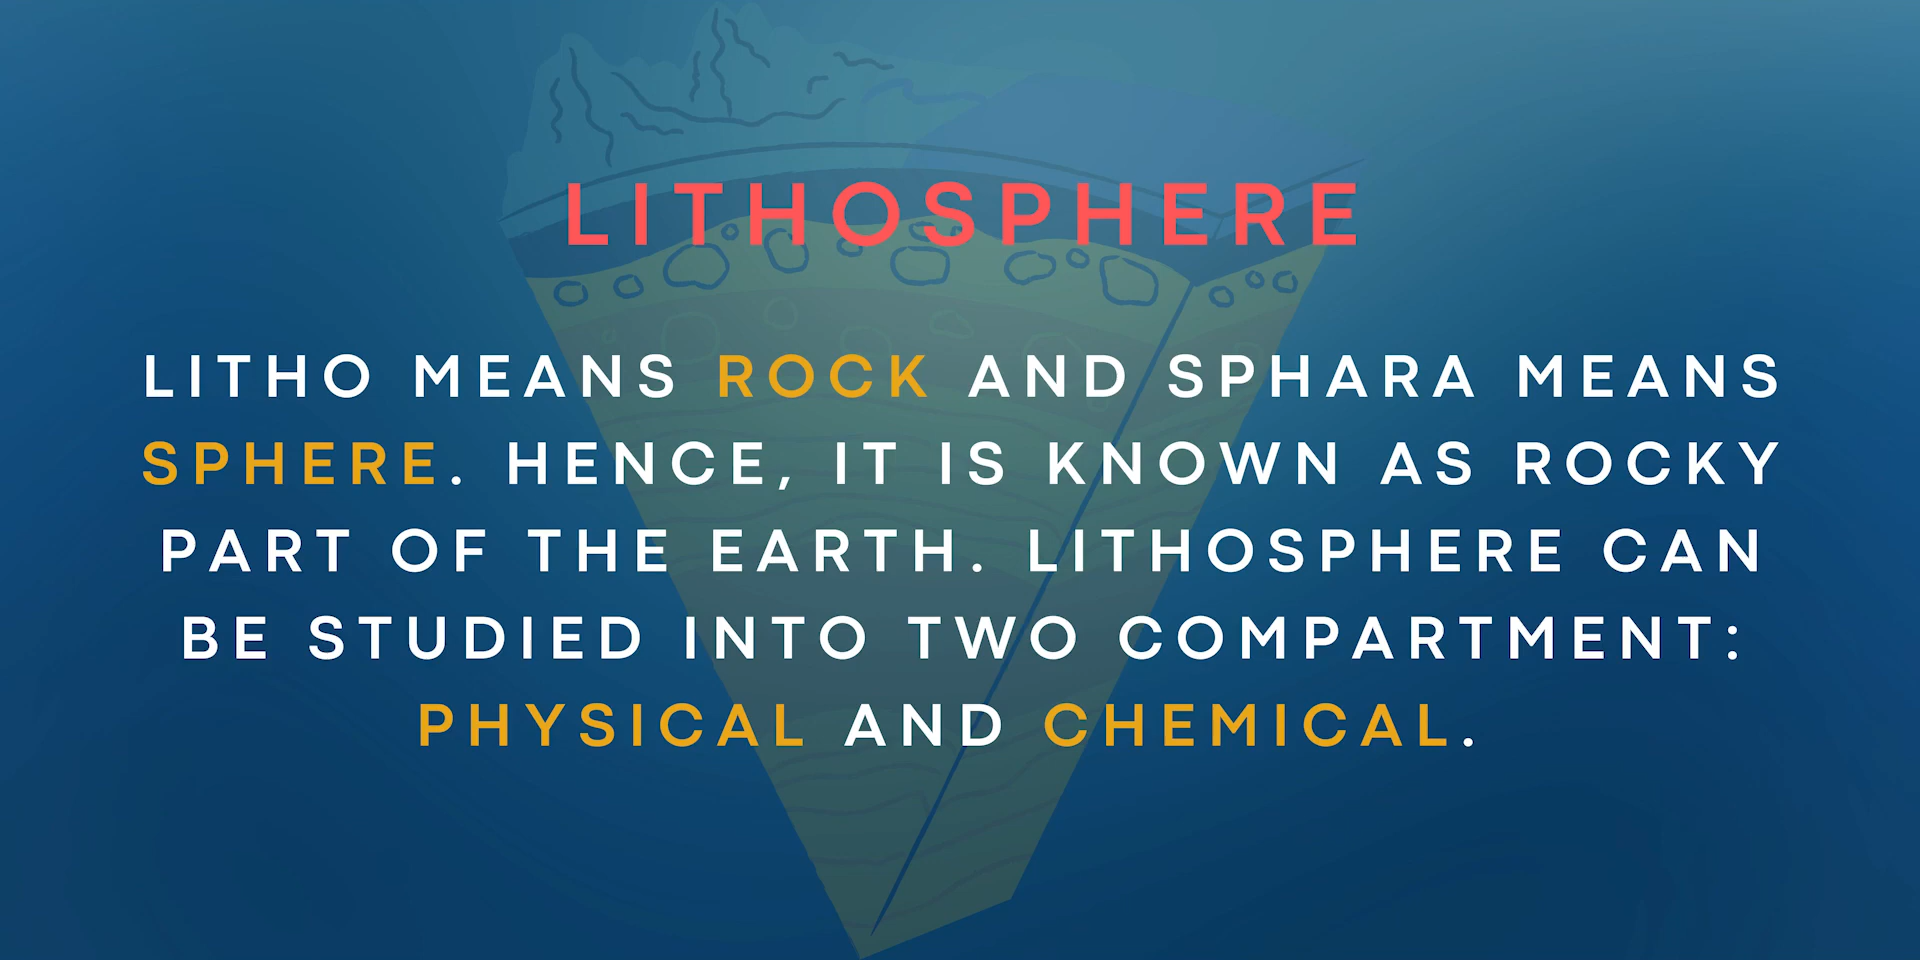 LITHOSPHERE
LITHO MEANS ROCK AND SPHARA MEANS
SPHERE. HENCE, IT IS KNOWN AS ROCKY
PART OF THE EARTH. LITHOSPHERE CAN
BE STUDIED INTO TWO COMPARTMENT:
PHYSICAL AND CHEMICAL.